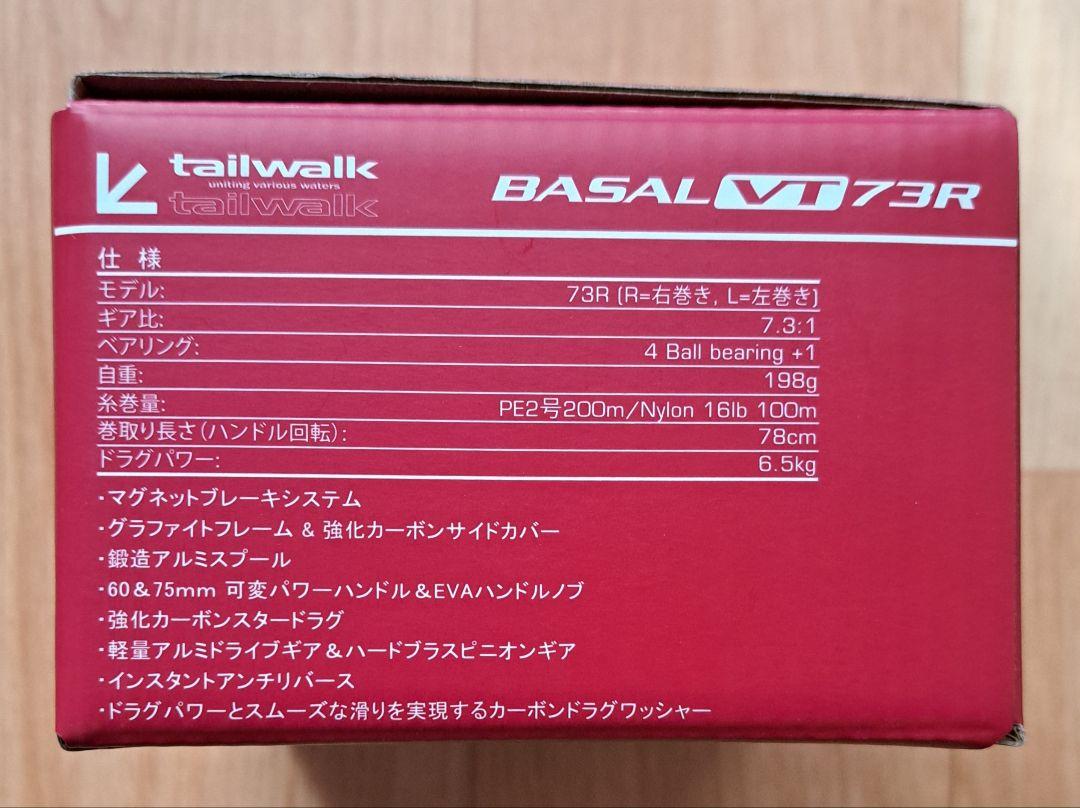 tailwalk
uniting various waters
tailwalk
BASAL VT 73R
仕様
モデル: 73R (R=右巻き, L=左巻き)
ギア比: 7.3:1
ベアリング: 4 Ball bearing +1
自重: 198g
糸巻量: PE2号200m/Nylon 16lb 100m
巻取り長さ(ハンドル回転): 78cm
ドラグパワー: 6.5kg
・マグネットブレーキシステム
・グラファイトフレーム & 強化カーボンサイドカバー
・鍛造アルミスプール
・60&75mm 可変パワーハンドル&EVAハンドルノブ
・強化カーボンスタードラグ
・軽量アルミドライブギア&ハードブラスピニオンギア
・インスタントアンチリバース
・ドラグパワーとスムーズな滑りを実現するカーボンドラグワッシャー